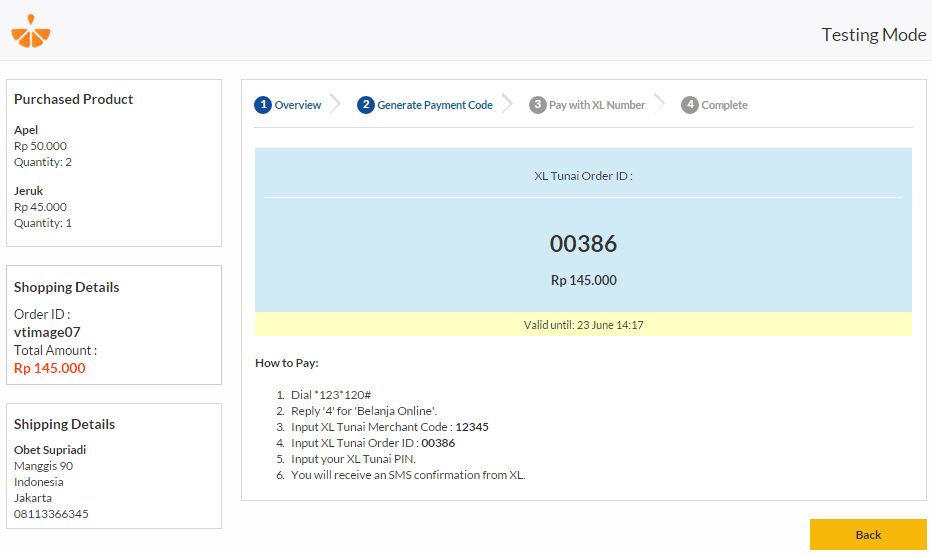 Testing Mode
Purchased Product
Apel
Rp 50.000
Quantity: 2
Jeruk
Rp 45.000
Quantity: 1
Shopping Details
Order ID :
vtimage07
Total Amount :
Rp 145.000
Shipping Details
Obet Supriadi
Manggis 90
Indonesia
Jakarta
08113366345
1 Overview 2 Generate Payment Code 3 Pay with XL Number 4 Complete
XL Tunai Order ID :
00386
Rp 145.000
Valid until: 23 June 14:17
How to Pay:
1. Dial *123*120#
2. Reply '4' for 'Belanja Online'.
3. Input XL Tunai Merchant Code : 12345
4. Input XL Tunai Order ID : 00386
5. Input your XL Tunai PIN.
6. You will receive an SMS confirmation from XL.
Back